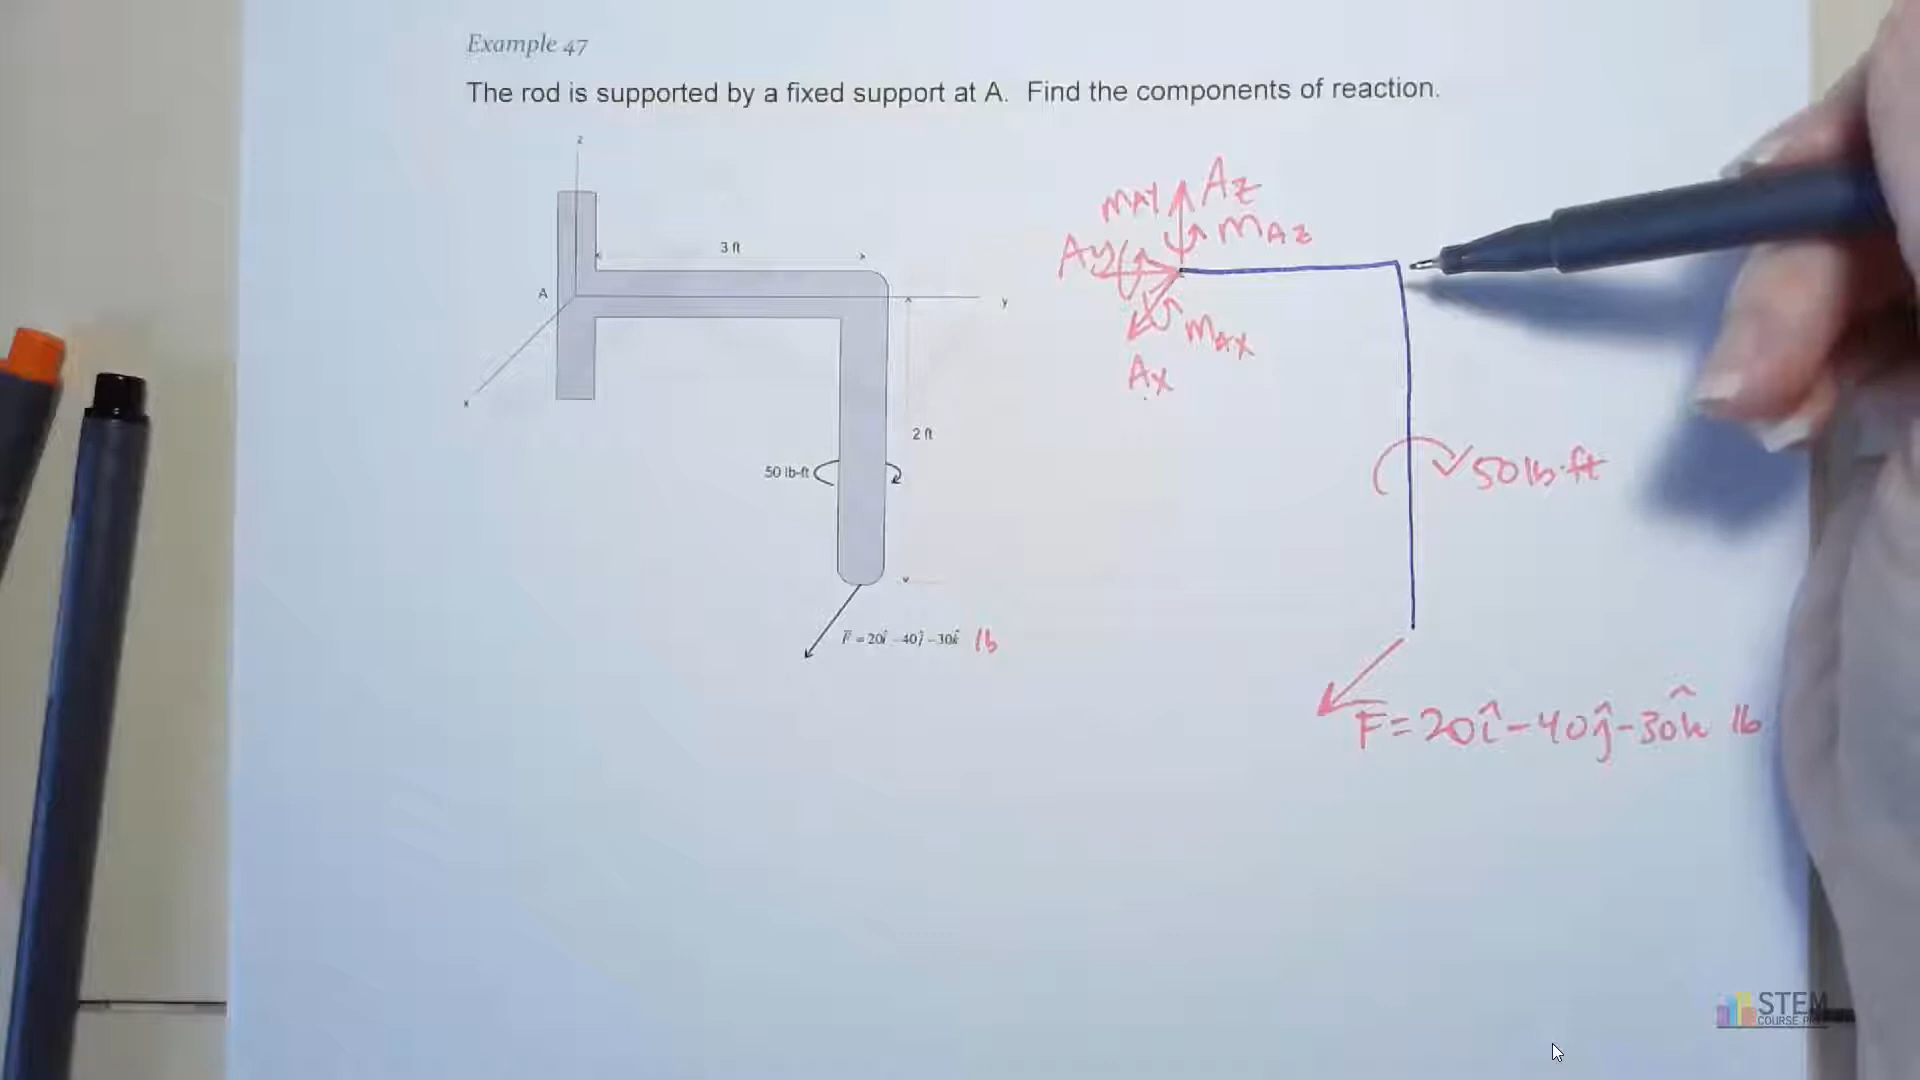 Example 47
The rod is supported by a fixed support at A. Find the components of reaction.
z
3 ft
A
y
x
2 ft
50 lb-ft
F̄ = 20î - 40ĵ - 30k̂ lb
MAY Az
Ay MAZ
MAX
Ax
50 lb·ft
F̄ = 20î - 40ĵ - 30k̂ lb
STEM